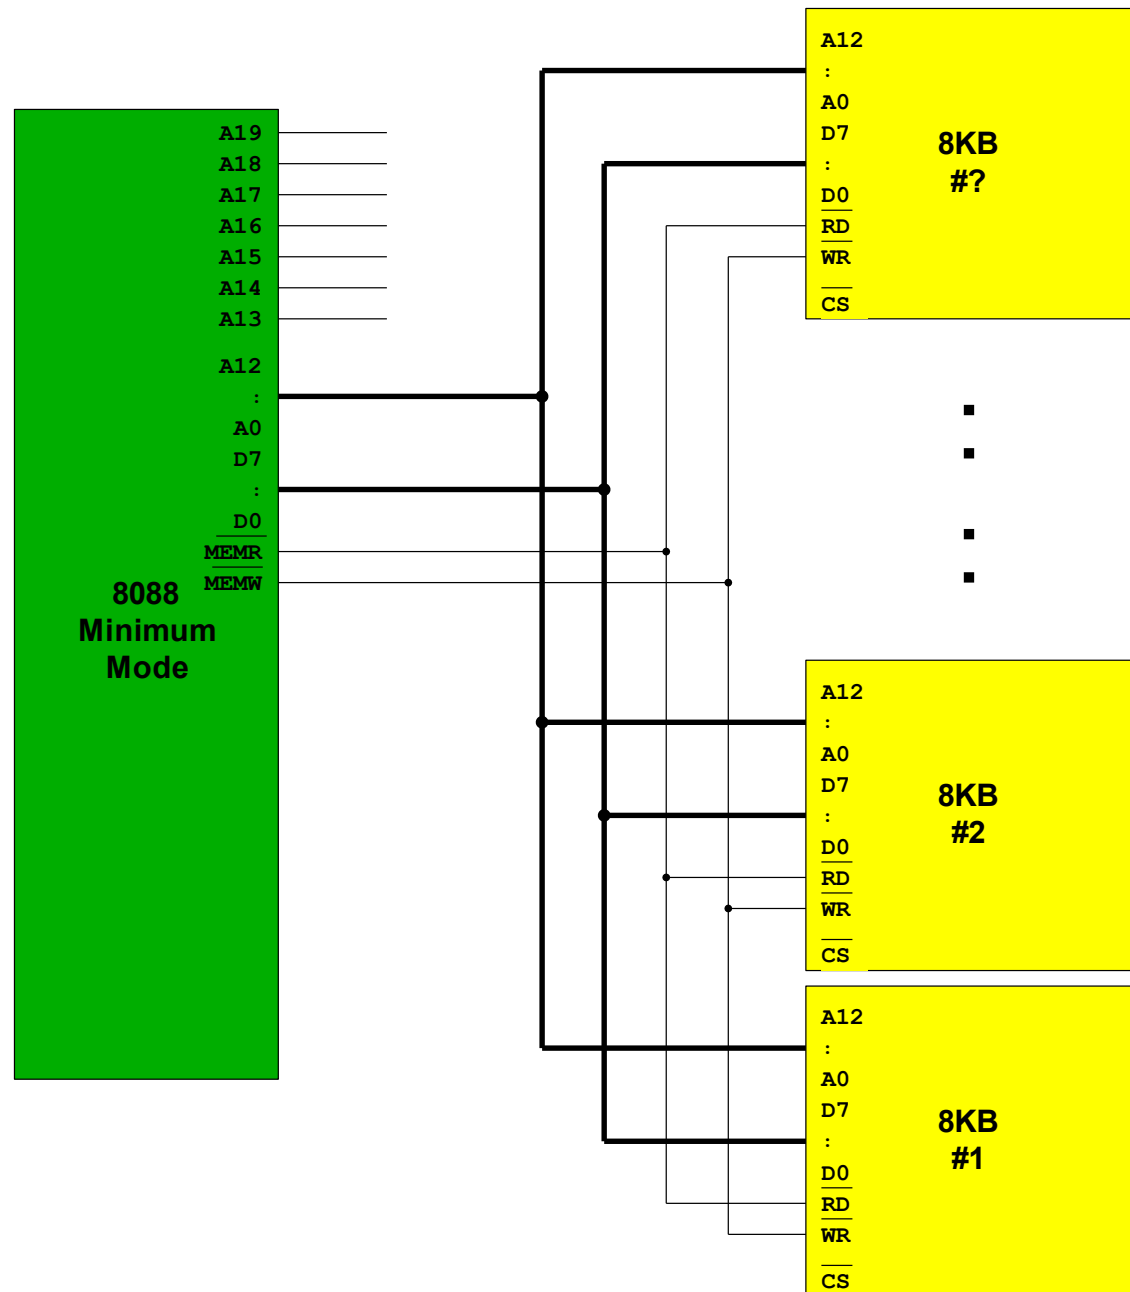 A19
A18
A17
A16
A15
A14
A13
A12
:
A0
D7
:
D0
MEMR
MEMW
8088
Minimum
Mode
A12
:
A0
D7
:
D0
RD
WR
CS
8KB
#?
A12
:
A0
D7
:
D0
RD
WR
CS
8KB
#2
A12
:
A0
D7
:
D0
RD
WR
CS
8KB
#1